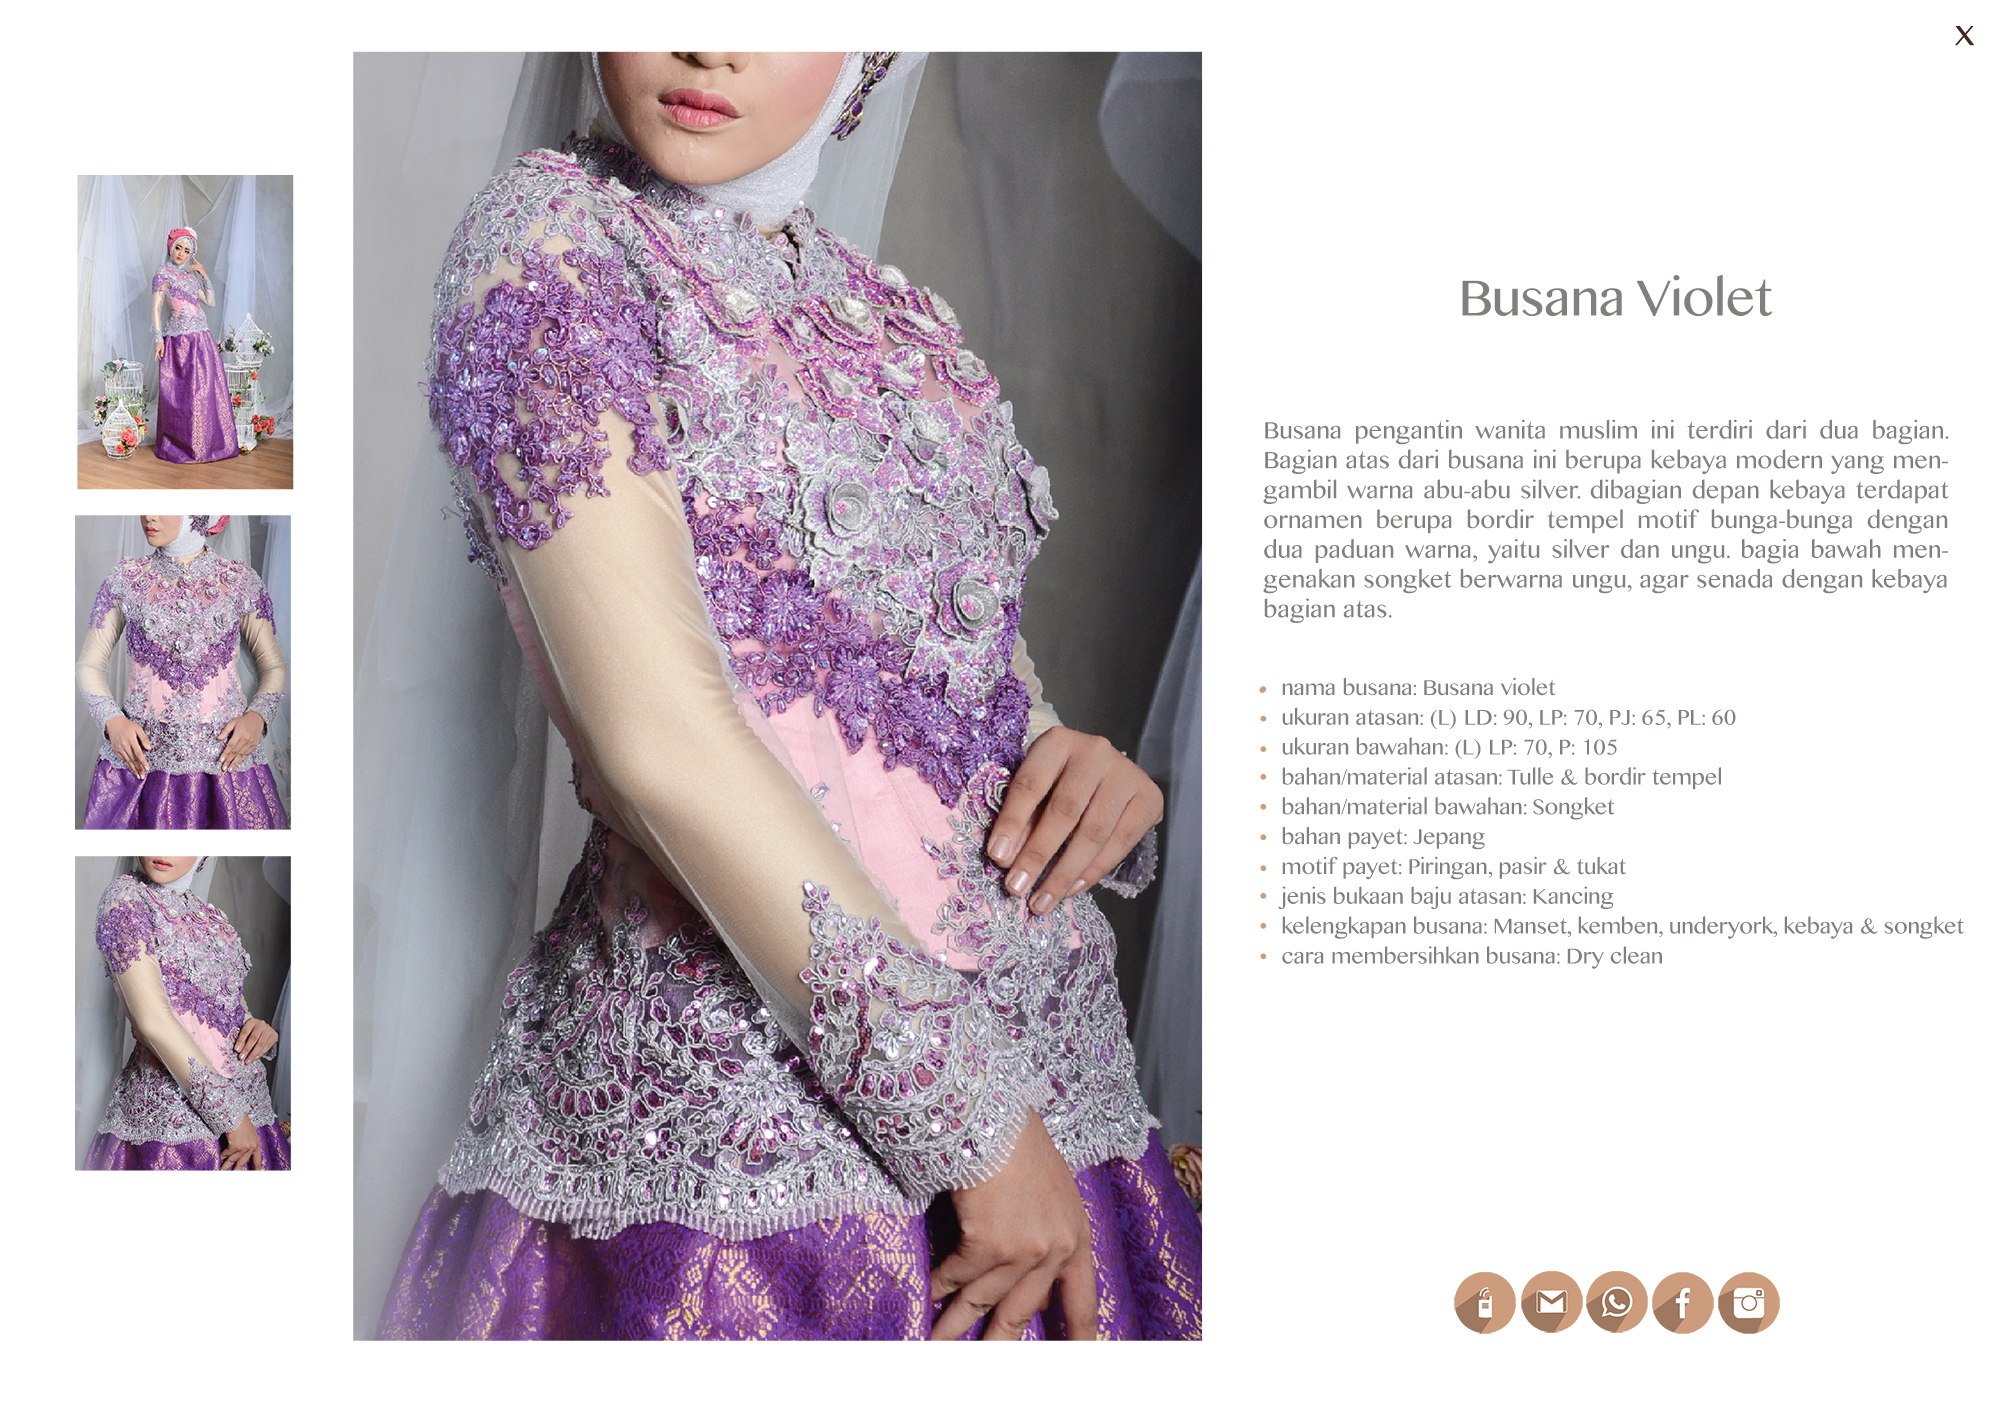 X
Busana Violet
Busana pengantin wanita muslim ini terdiri dari dua bagian.
Bagian atas dari busana ini berupa kebaya modern yang men-
gambil warna abu-abu silver. dibagian depan kebaya terdapat
ornamen berupa bordir tempel motif bunga-bunga dengan
dua paduan warna, yaitu silver dan ungu. bagia bawah men-
genakan songket berwarna ungu, agar senada dengan kebaya
bagian atas.
• nama busana: Busana violet
• ukuran atasan: (L) LD: 90, LP: 70, PJ: 65, PL: 60
• ukuran bawahan: (L) LP: 70, P: 105
• bahan/material atasan: Tulle & bordir tempel
• bahan/material bawahan: Songket
• bahan payet: Jepang
• motif payet: Piringan, pasir & tukat
• jenis bukaan baju atasan: Kancing
• kelengkapan busana: Manset, kemben, underyork, kebaya & songket
• cara membersihkan busana: Dry clean